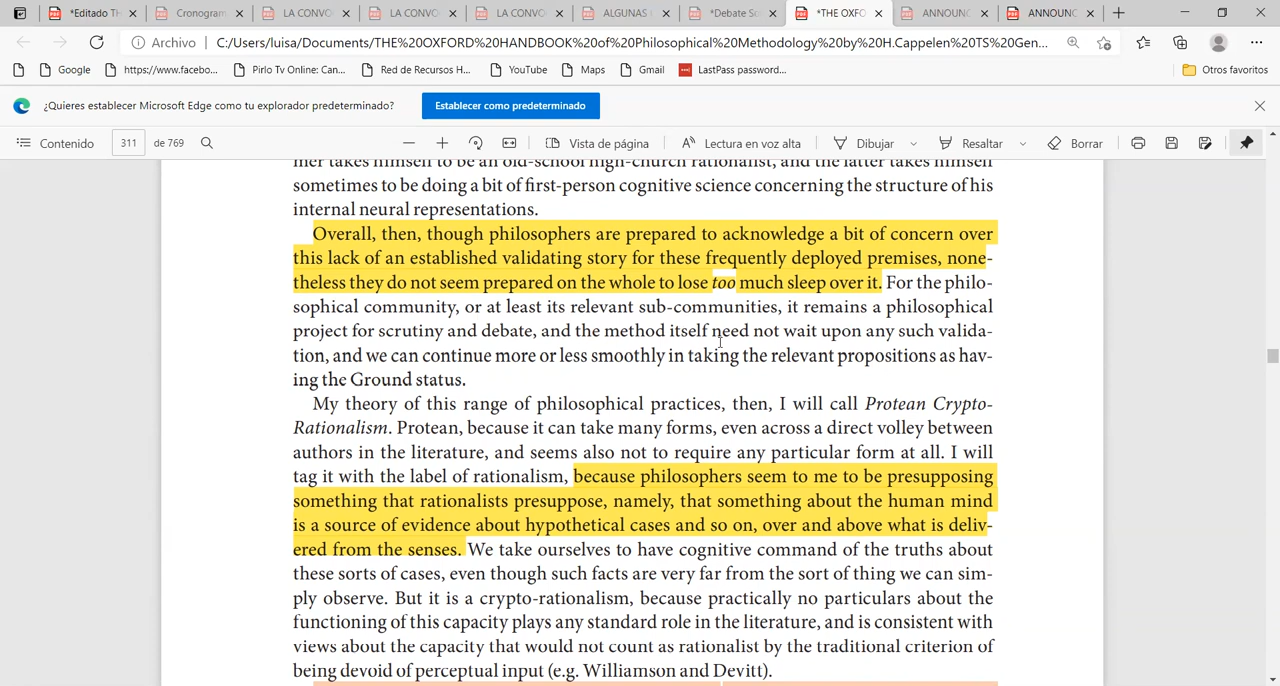 *Editado TH
Cronogram
LA CONVO
LA CONVO
LA CONVO
ALGUNAS
*Debate So
*THE OXFO
ANNOUNC
ANNOUNC
Archivo C:/Users/luisa/Documents/THE%20OXFORD%20HANDBOOK%20of%20Philosophical%20Methodology%20by%20H.Cappelen%20TS%20Gen...
Google https://www.facebo... Pirlo Tv Online: Can... Red de Recursos H... YouTube Maps Gmail LastPass password... Otros favoritos
¿Quieres establecer Microsoft Edge como tu explorador predeterminado? Establecer como predeterminado
Contenido 311 de 769 Vista de página Lectura en voz alta Dibujar Resaltar Borrar
mer takes himself to be an old-school high-church rationalist, and the latter takes himself
sometimes to be doing a bit of first-person cognitive science concerning the structure of his
internal neural representations.
Overall, then, though philosophers are prepared to acknowledge a bit of concern over
this lack of an established validating story for these frequently deployed premises, none-
theless they do not seem prepared on the whole to lose too much sleep over it. For the philo-
sophical community, or at least its relevant sub-communities, it remains a philosophical
project for scrutiny and debate, and the method itself need not wait upon any such valida-
tion, and we can continue more or less smoothly in taking the relevant propositions as hav-
ing the Ground status.
My theory of this range of philosophical practices, then, I will call Protean Crypto-
Rationalism. Protean, because it can take many forms, even across a direct volley between
authors in the literature, and seems also not to require any particular form at all. I will
tag it with the label of rationalism, because philosophers seem to me to be presupposing
something that rationalists presuppose, namely, that something about the human mind
is a source of evidence about hypothetical cases and so on, over and above what is deliv-
ered from the senses. We take ourselves to have cognitive command of the truths about
these sorts of cases, even though such facts are very far from the sort of thing we can sim-
ply observe. But it is a crypto-rationalism, because practically no particulars about the
functioning of this capacity plays any standard role in the literature, and is consistent with
views about the capacity that would not count as rationalist by the traditional criterion of
being devoid of perceptual input (e.g. Williamson and Devitt).